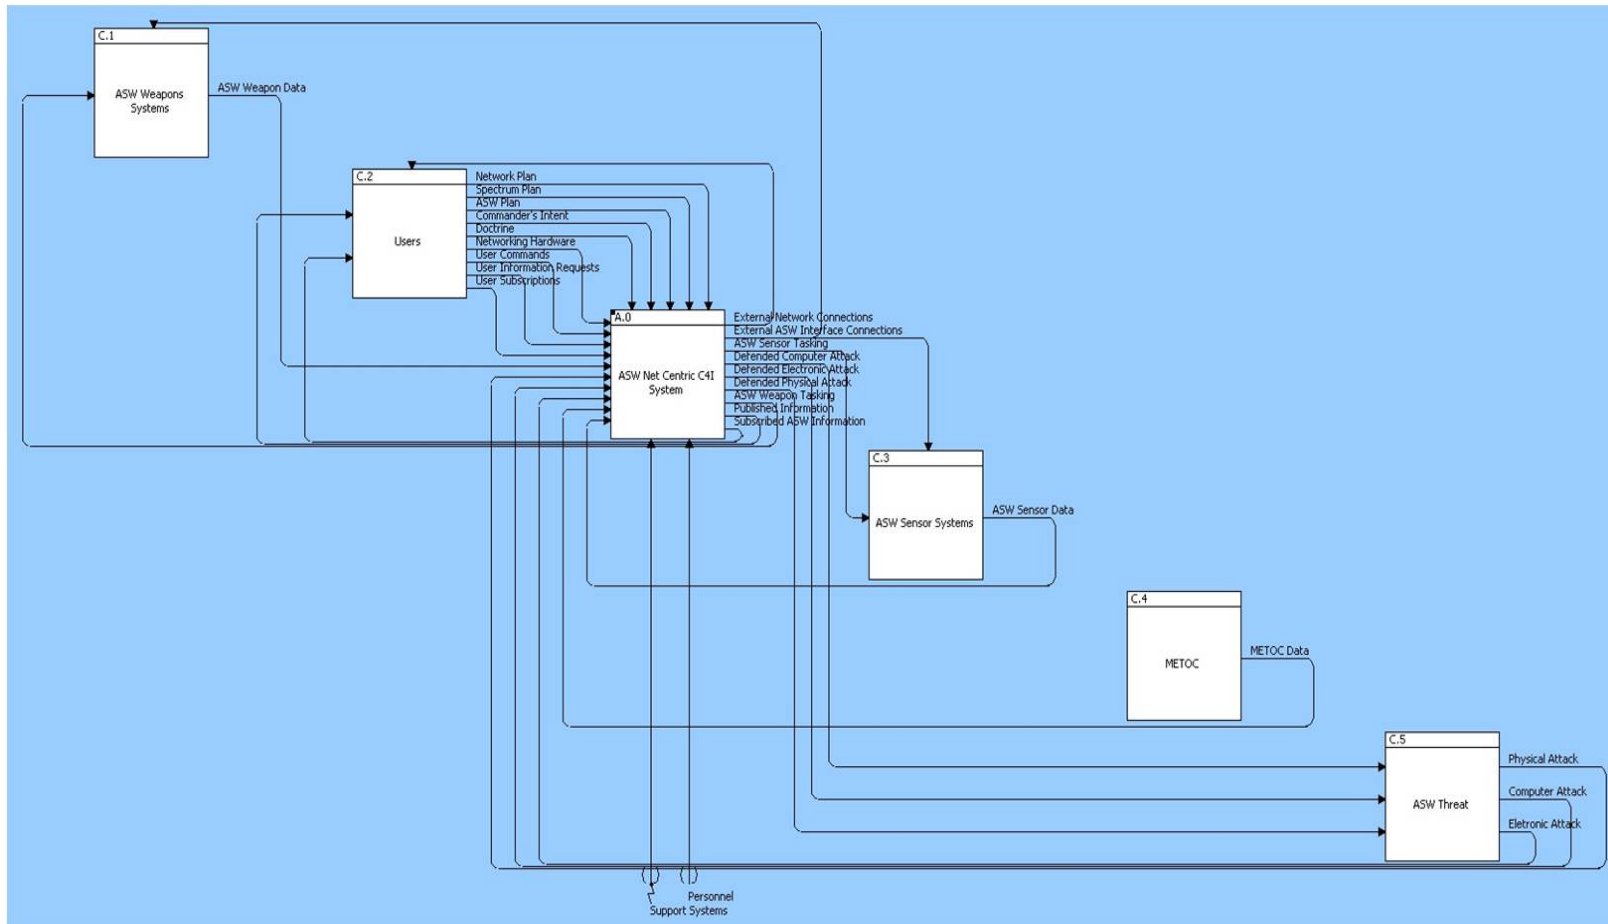 C.1
ASW Weapons
Systems
ASW Weapon Data
C.2
Users
Network Plan
Spectrum Plan
ASW Plan
Commander's Intent
Doctrine
Networking Hardware
User Commands
User Information Requests
User Subscriptions
A.0
ASW Net Centric C4I
System
External Network Connections
External ASW Interface Connections
ASW Sensor Tasking
Defended Computer Attack
Defended Electronic Attack
Defended Physical Attack
ASW Weapon Tasking
Published Information
Subscribed ASW Information
C.3
ASW Sensor Systems
ASW Sensor Data
C.4
METOC
METOC Data
C.5
ASW Threat
Physical Attack
Computer Attack
Eletronic Attack
Personnel
Support Systems